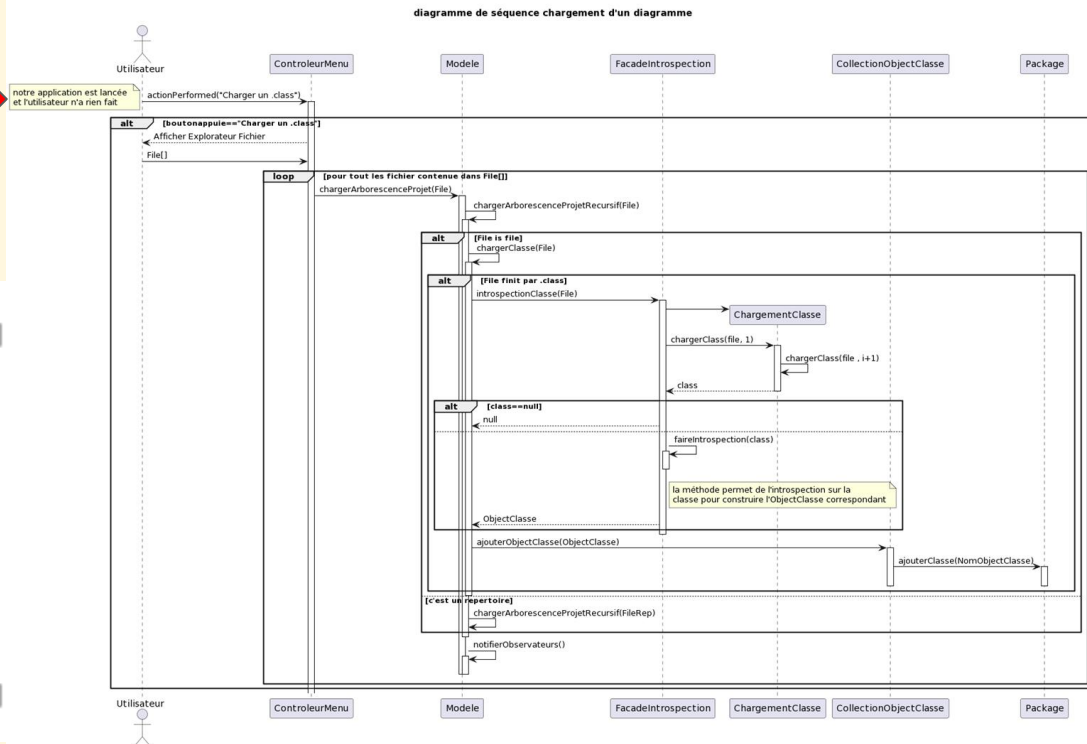 diagramme de séquence chargement d'un diagramme
Utilisateur
ControleurMenu
Modele
FacadeIntrospection
CollectionObjectClasse
Package
notre application est lancée
et l'utilisateur n'a rien fait
actionPerformed("Charger un .class")
alt
[boutonappuie=="Charger un .class"]
Afficher Explorateur Fichier
File[]
loop
[pour tout les fichier contenue dans File[]]
chargerArborescenceProjet(File)
chargerArborescenceProjetRecursif(File)
alt
[File is file]
chargerClasse(File)
alt
[File finit par .class]
introspectionClasse(File)
ChargementClasse
chargerClass(file, 1)
chargerClass(file , i+1)
class
alt
[class==null]
null
faireIntrospection(class)
la méthode permet de l'introspection sur la
classe pour construire l'ObjectClasse correspondant
ObjectClasse
ajouterObjectClasse(ObjectClasse)
ajouterClasse(NomObjectClasse)
[c'est un repertoire]
chargerArborescenceProjetRecursif(FileRep)
notifierObservateurs()
Utilisateur
ControleurMenu
Modele
FacadeIntrospection
ChargementClasse
CollectionObjectClasse
Package